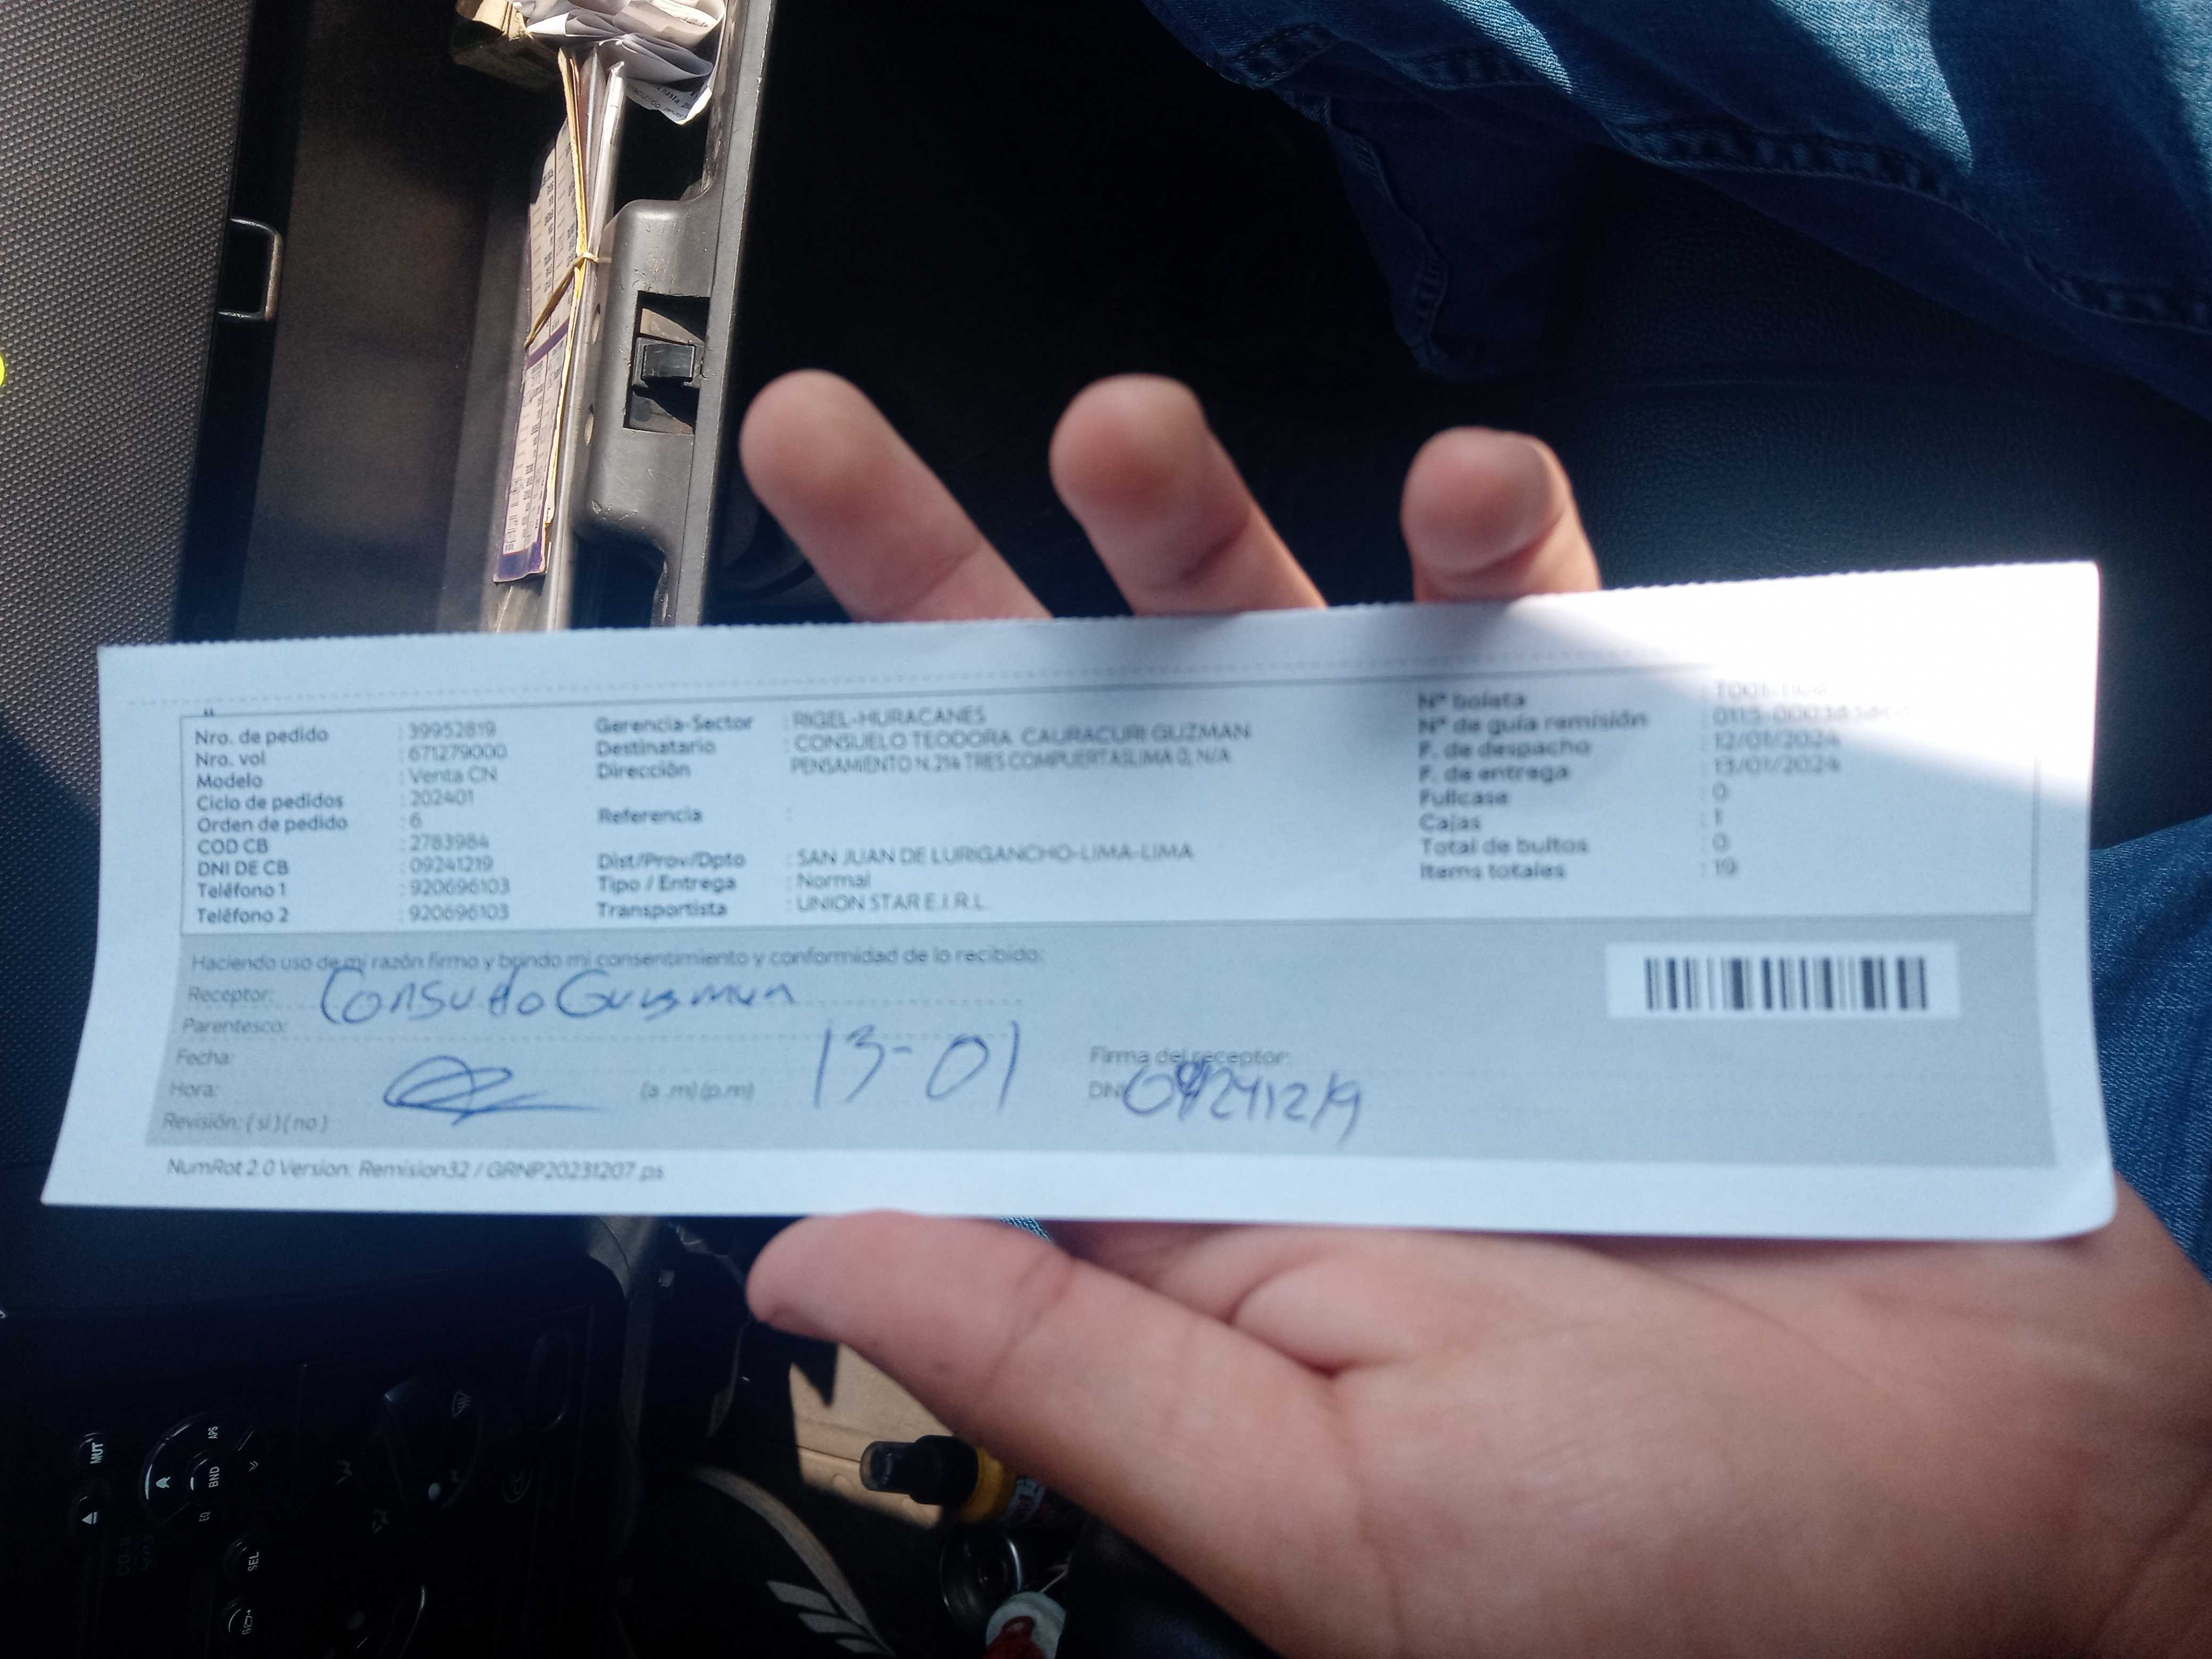 Nro. de pedido : 39952819
Nro. vol : 671279000
Modelo : Venta CN
Ciclo de pedidos : 202401
Orden de pedido : 6
COD CB : 2783984
DNI DE CB : 09241219
Teléfono 1 : 920696103
Teléfono 2 : 920696103
Gerencia-Sector : RIGEL-HURACANES
Destinatario : CONSUELO TEODORA CAURACURI GUZMAN
Dirección PENSAMIENTO N.214 TRES COMPUERTASLIMA 0, N/A
Referencia :
Dist/Prov/Dpto : SAN JUAN DE LURIGANCHO-LIMA-LIMA
Tipo / Entrega : Normal
Transportista : UNION STAR E.I.R.L.
N° boleta :
N° de guía remisión :
F. de despacho : 12/01/2024
F. de entrega : 13/01/2024
Fullcase : 0
Cajas : 1
Total de bultos : 0
Items totales : 19
Haciendo uso de mi razón firmo y brindo mi consentimiento y conformidad de lo recibido:
Receptor: Consuelo Guzman
Parentesco:
Fecha: 13-01
Hora: (a .m) (p.m)
Revisión: ( si ) ( no )
Firma del receptor:
DNI 09241219
NumRot 2.0 Version: Remision32 / GRNP20231207.ps
MUT
APS
BND
EQ
SEL